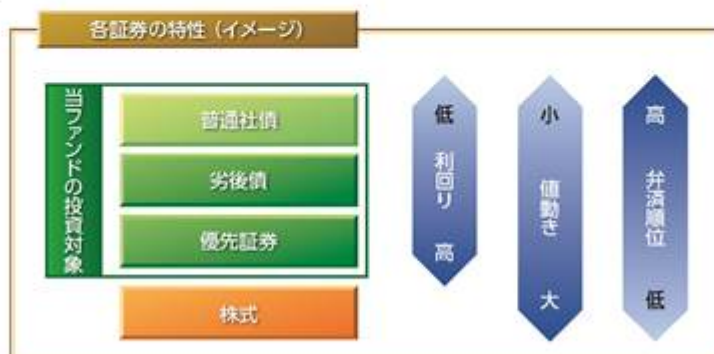 各証券の特性（イメージ）
当ファンドの投資対象
普通社債
劣後債
優先証券
株式
低 利回り 高
小 値動き 大
高 弁済順位 低